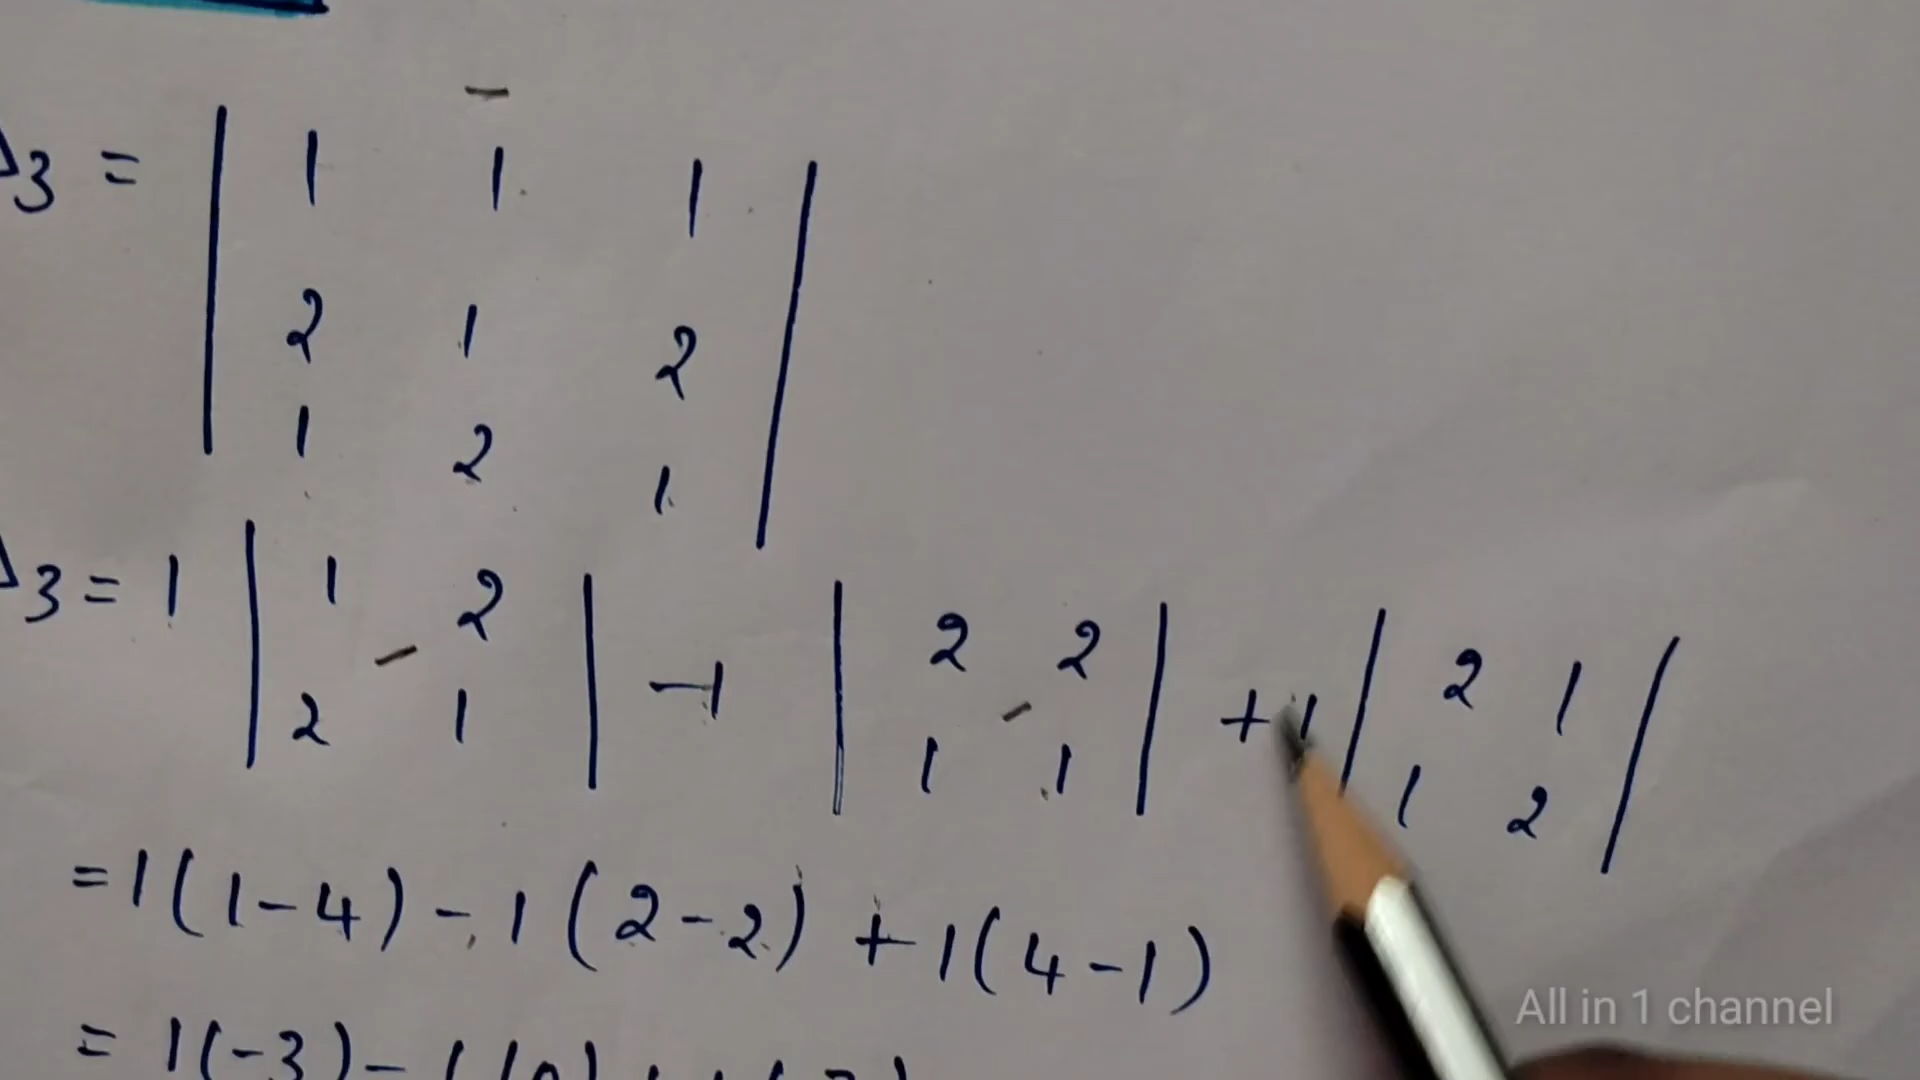 Δ3 = | 1 1 1 |
| 2 1 2 |
| 1 2 1 |
Δ3 = 1 | 1 2 | -1 | 2 2 | +1 | 2 1 |
| 2 1 | | 1 1 | | 1 2 |
= 1(1-4) - 1(2-2) + 1(4-1)
= 1(-3) -
All in 1 channel